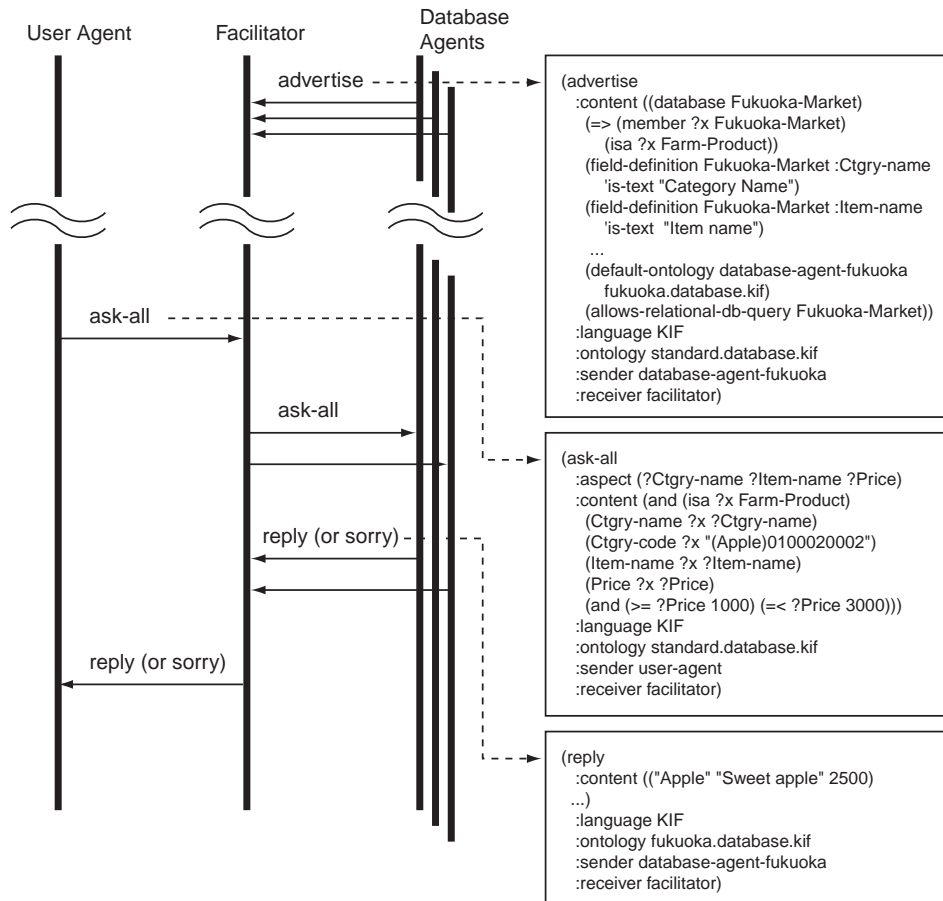 User Agent
Facilitator
Database
Agents
advertise
ask-all
ask-all
reply (or sorry)
reply (or sorry)
(advertise
:content ((database Fukuoka-Market)
(=> (member ?x Fukuoka-Market)
(isa ?x Farm-Product))
(field-definition Fukuoka-Market :Ctgry-name
'is-text "Category Name")
(field-definition Fukuoka-Market :Item-name
'is-text "Item name")
...
(default-ontology database-agent-fukuoka
fukuoka.database.kif)
(allows-relational-db-query Fukuoka-Market))
:language KIF
:ontology standard.database.kif
:sender database-agent-fukuoka
:receiver facilitator)
(ask-all
:aspect (?Ctgry-name ?Item-name ?Price)
:content (and (isa ?x Farm-Product)
(Ctgry-name ?x ?Ctgry-name)
(Ctgry-code ?x "(Apple)0100020002")
(Item-name ?x ?Item-name)
(Price ?x ?Price)
(and (>= ?Price 1000) (=< ?Price 3000)))
:language KIF
:ontology standard.database.kif
:sender user-agent
:receiver facilitator)
(reply
:content (("Apple" "Sweet apple" 2500)
...)
:language KIF
:ontology fukuoka.database.kif
:sender database-agent-fukuoka
:receiver facilitator)